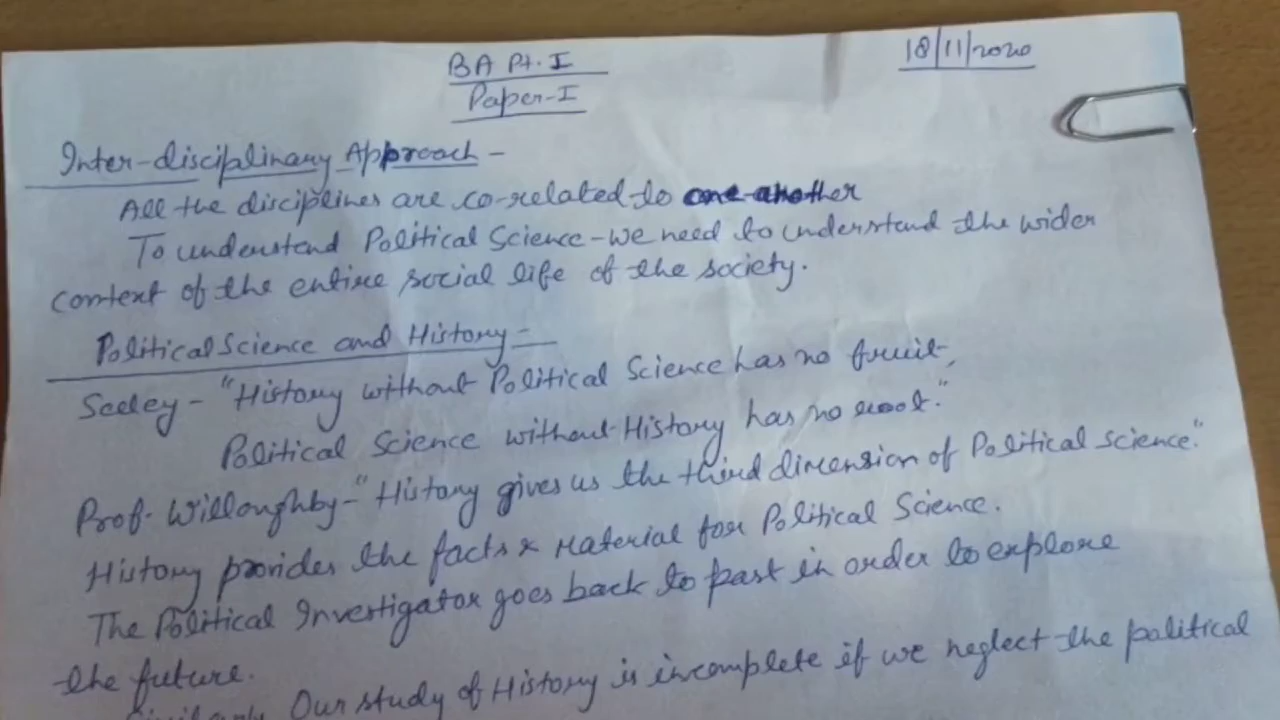 BA Pt. I
18/11/2020
Paper-I
Inter-disciplinary Approach -
All the disciplines are co-related to one another
To understand Political Science - we need to understand the wider
context of the entire social life of the society.
Political Science and History -
Seeley - "History without Political Science has no fruit,
Political Science without History has no root."
Prof. Willoughby - "History gives us the third dimension of Political science."
History provides the facts & material for Political Science.
The Political Investigator goes back to past in order to explore
the future.
Similarly, Our study of History is incomplete if we neglect the political